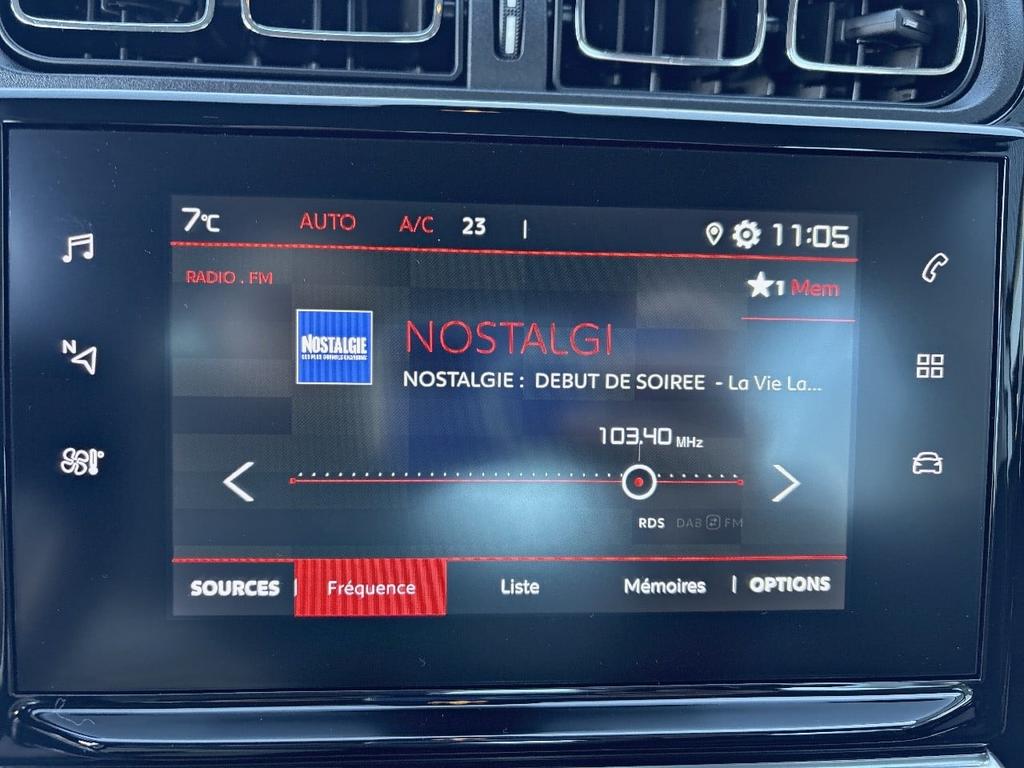 7°C AUTO A/C 23 | 11:05
RADIO . FM
1 Mem
NOSTALGIE
NOSTALGI
NOSTALGIE : DEBUT DE SOIREE - La Vie La...
N
103.40 MHz
RDS DAB FM
SOURCES | Fréquence Liste Mémoires | OPTIONS